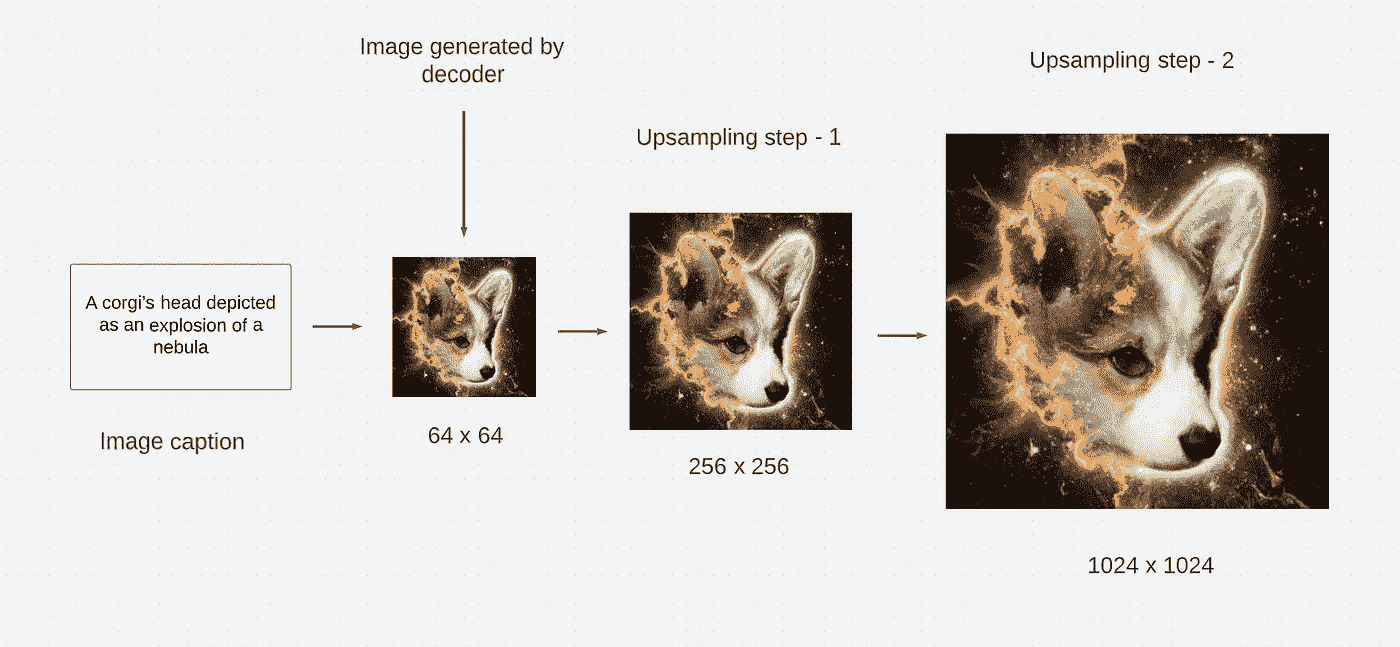 Image generated by
decoder
Upsampling step - 2
Upsampling step - 1
A corgi's head depicted
as an explosion of a
nebula
Image caption
64 x 64
256 x 256
1024 x 1024